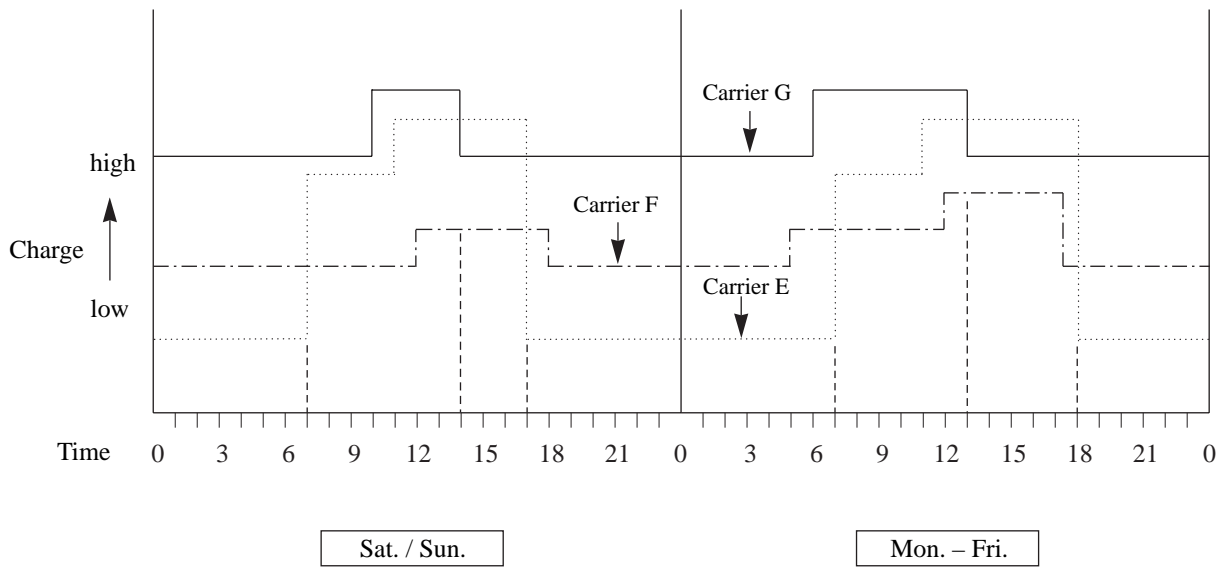 Carrier G
high
Carrier F
Charge
Carrier E
low
Time 0 3 6 7 9 12 15 18 21 0 3 6 9 12 15 18 21 0
Sat. / Sun.
Mon. – Fri.